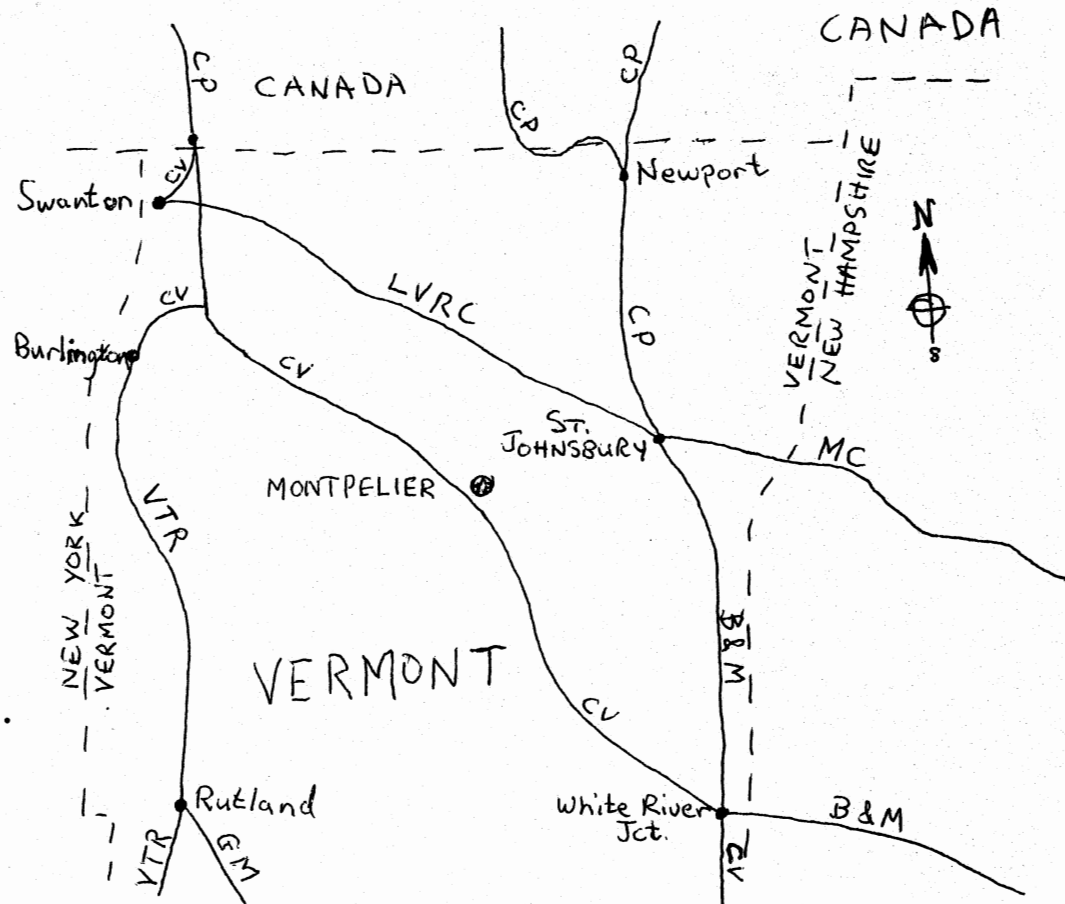 CANADA
CP
CANADA
CP
CP
CV
Swanton
Newport
VERMONT
NEW HAMPSHIRE
N
S
LVRC
CP
CV
Burlington
CV
ST.
JOHNSBURY
MC
MONTPELIER
VTR
NEW YORK
VERMONT
B&M
VERMONT
CV
Rutland
White River
Jct.
B&M
VTR
GM
CV